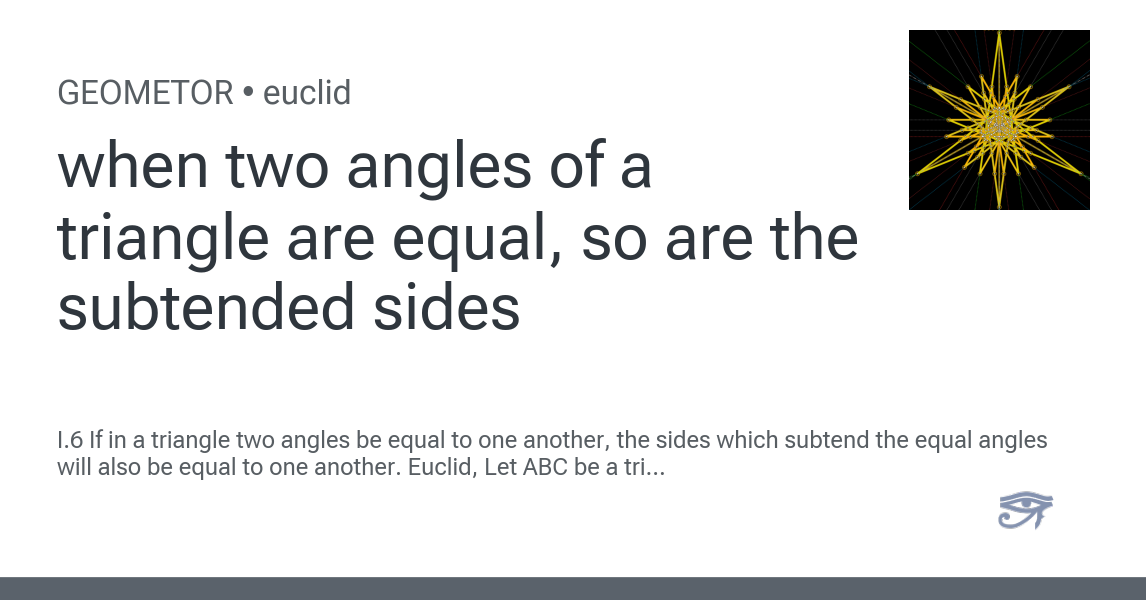 GEOMETOR • euclid
when two angles of a
triangle are equal, so are the
subtended sides
I.6 If in a triangle two angles be equal to one another, the sides which subtend the equal angles
will also be equal to one another. Euclid, Let ABC be a tri...